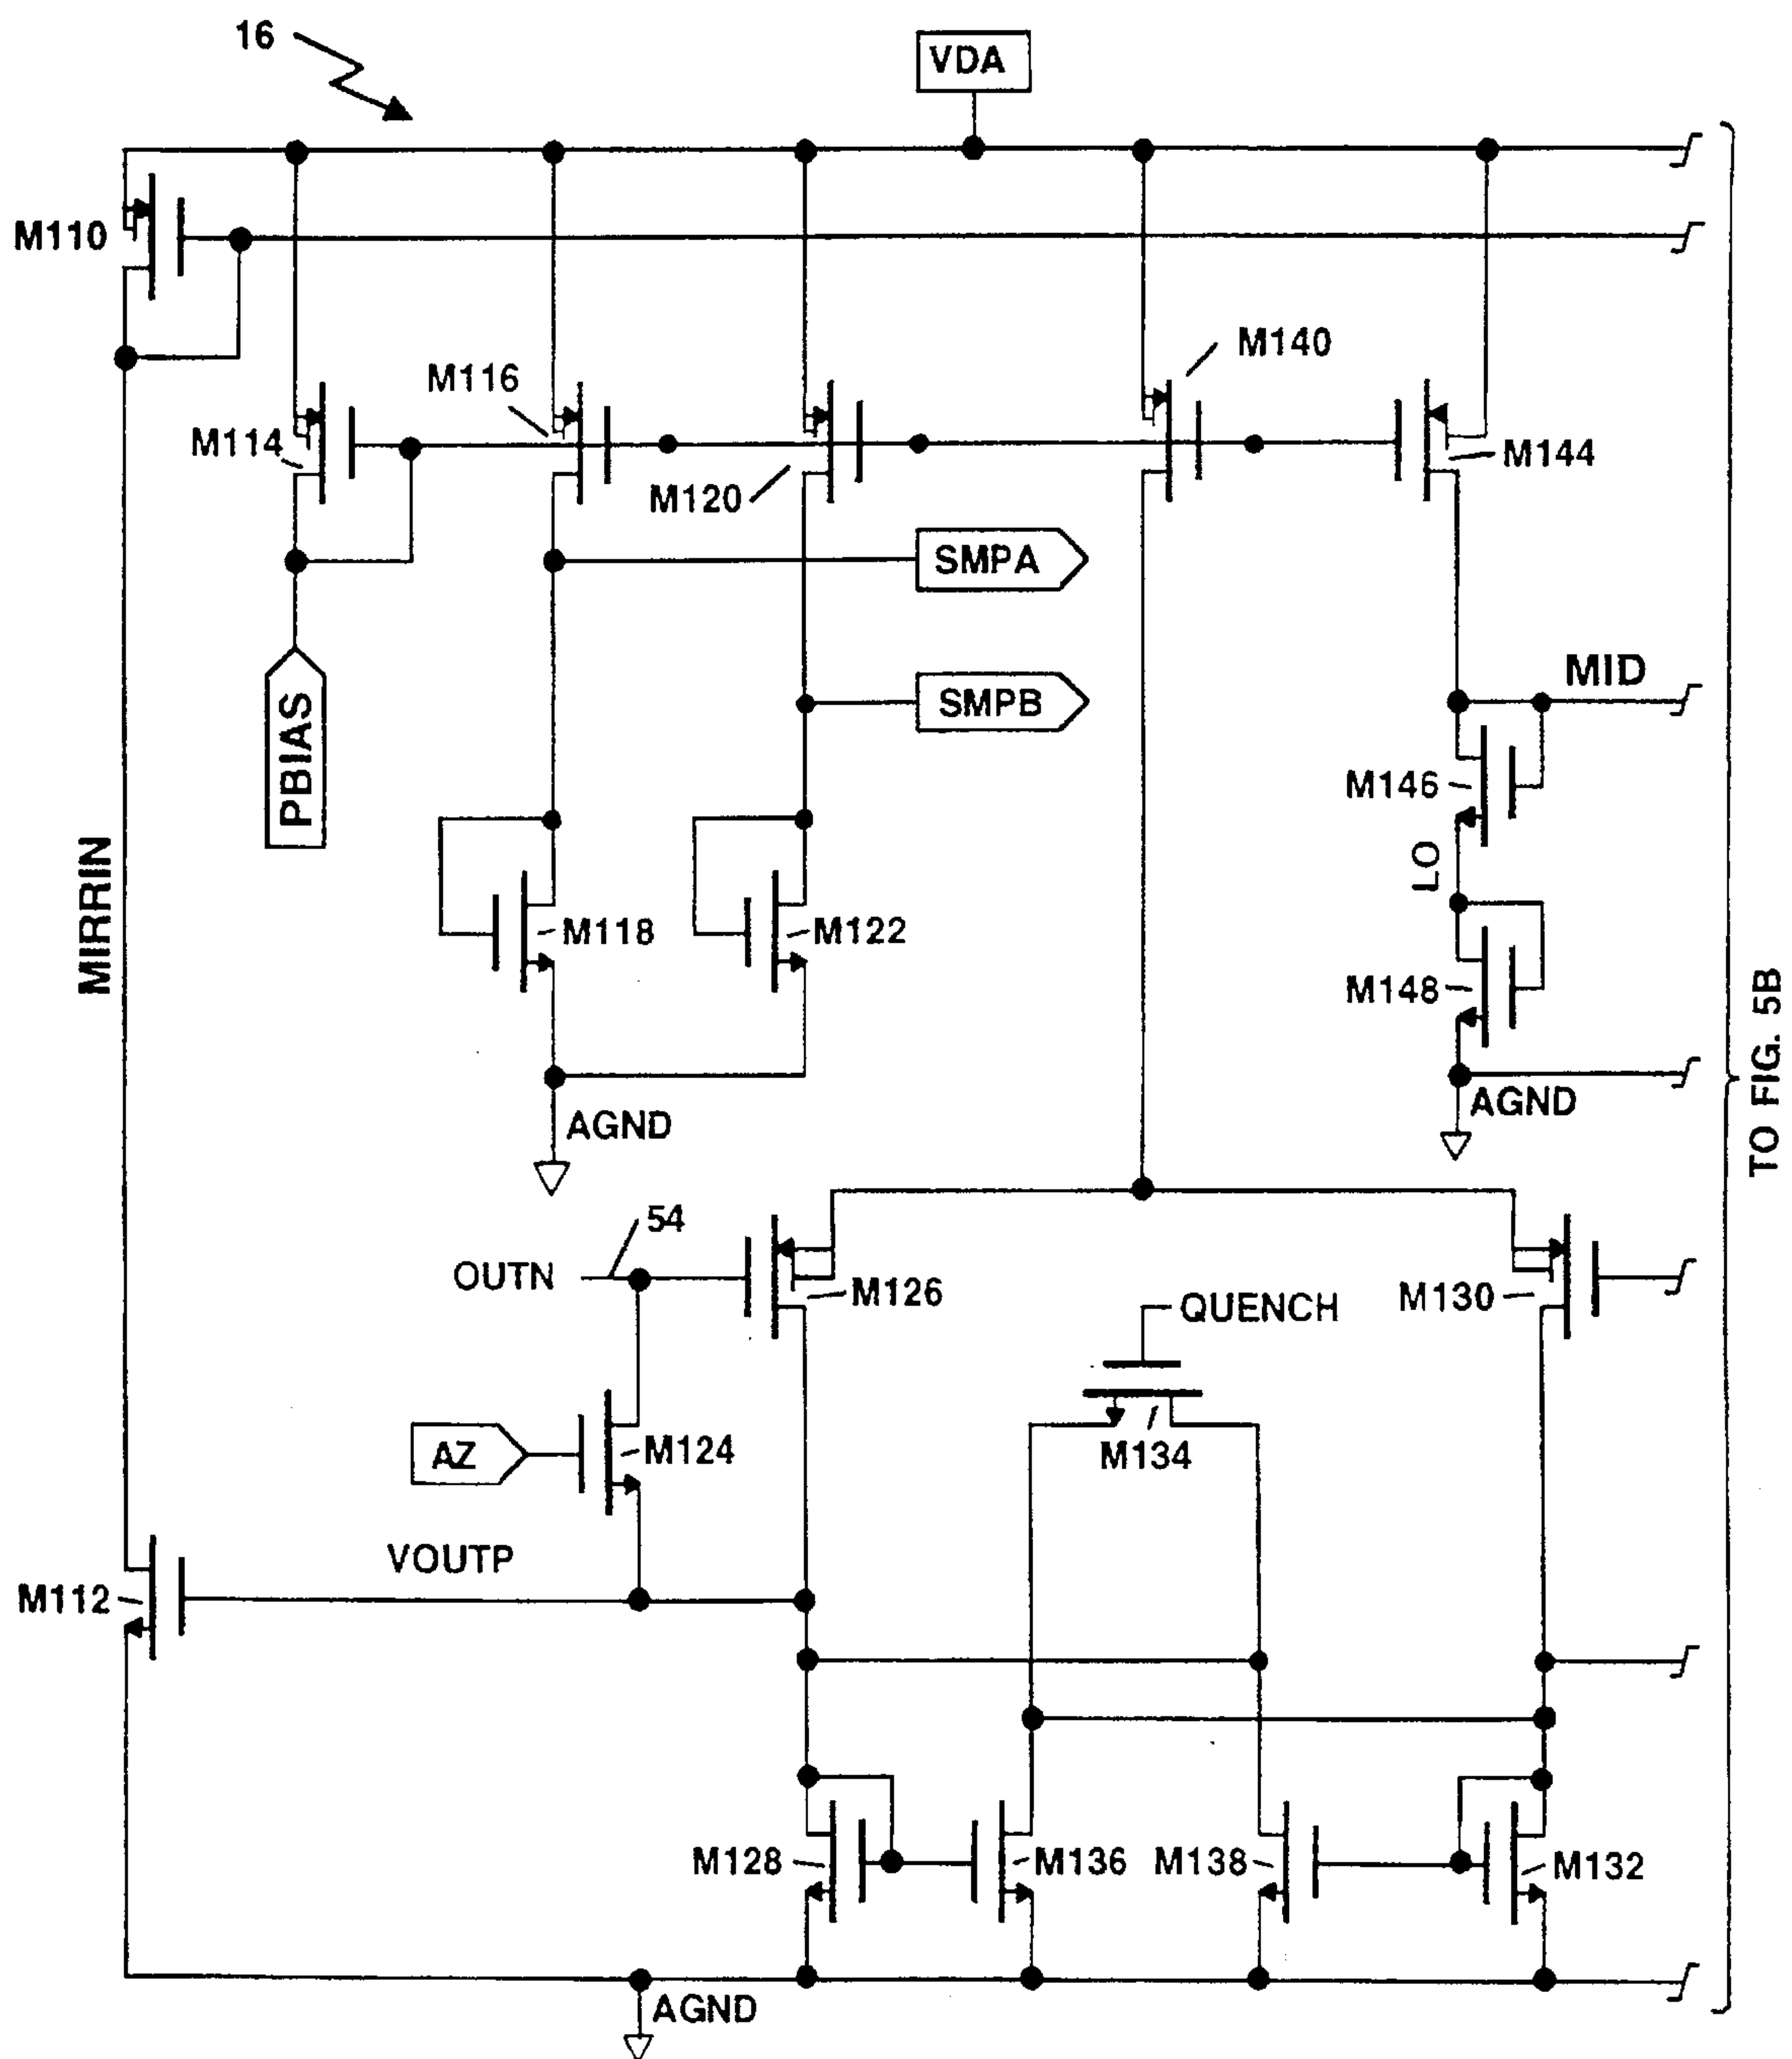 16
VDA
M110
M140
M116
M114
M144
M120
SMPA
MID
SMPB
PBIAS
M146
LO
MIRRIN
M118
M122
M148
TO FIG. 5B
AGND
AGND
54
OUTN
M126
M130
QUENCH
AZ
M124
M134
VOUTP
M112
M128
M136
M138
M132
AGND